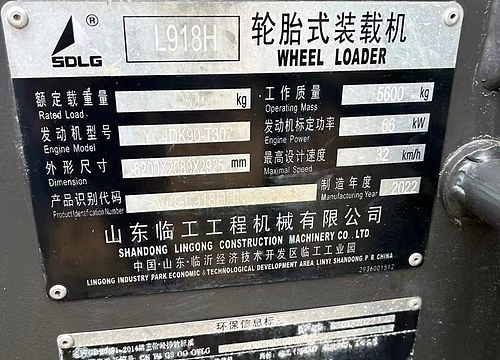 SDLG ® L918H 轮胎式装载机
WHEEL LOADER
额定载重量 kg 工作质量 5600 kg
Rated Load Operating Mass
发动机型号 YC4DK90-T30 发动机标定功率 66 kW
Engine Model Engine Power
外形尺寸 6200X2080X2925 mm 最高设计速度 32 km/h
Dimension Maximal Speed
产品识别代码 制造年度 2022
Product Identification Number Manufacturing Year
山东临工工程机械有限公司
SHANDONG LINGONG CONSTRUCTION MACHINERY CO.LTD.
中国·山东·临沂经济技术开发区临工工业园
LINGONG INDUSTRY PARK ECONOMIC & TECHNOLOGICAL DEVELOPMENT AREA LINYI SHANDONG P R CHINA
2936001512
环保信息标